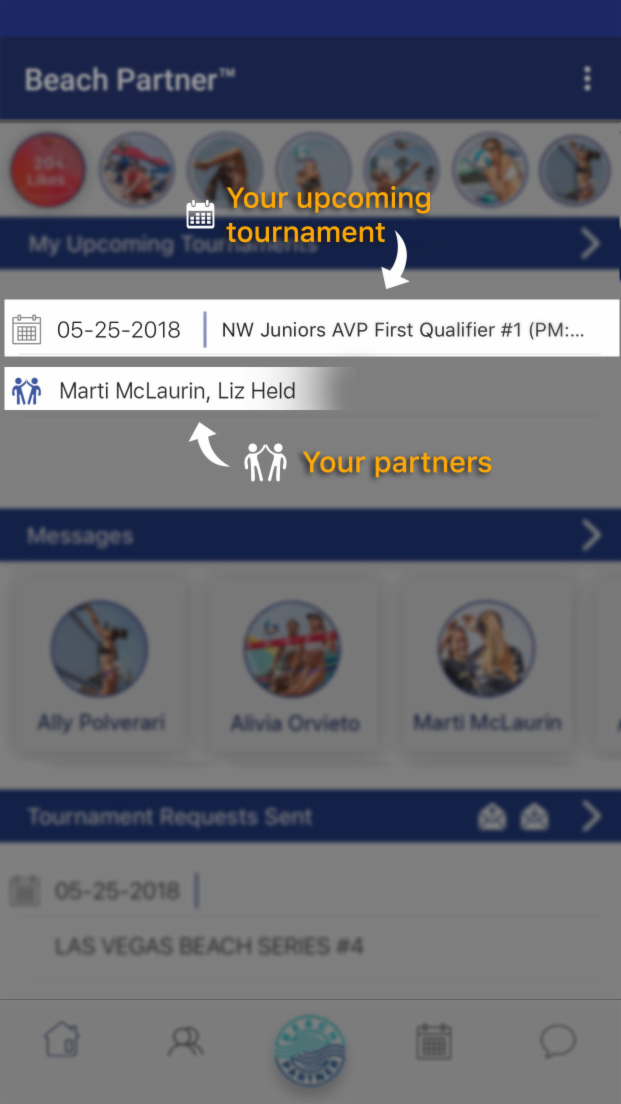 Beach Partner™
20+
Likes
Your upcoming
tournament
My Upcoming Tournaments
05-25-2018 NW Juniors AVP First Qualifier #1 (PM:...
Marti McLaurin, Liz Held
Your partners
Messages
Ally Polverari Alivia Orvieto Marti McLaurin
Tournament Requests Sent
05-25-2018
LAS VEGAS BEACH SERIES #4
BEACH
PARTNER